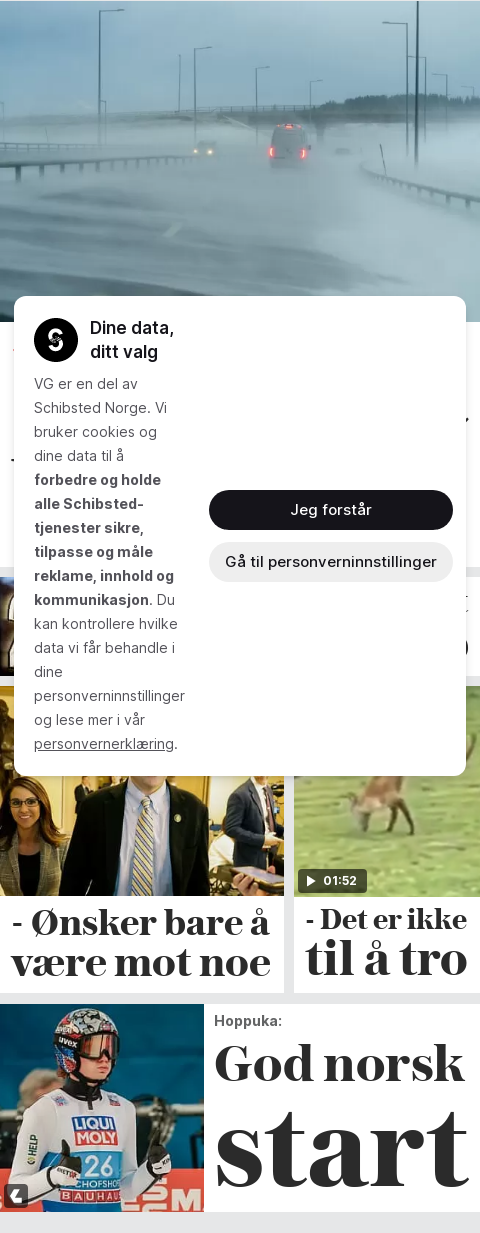 Dine data,
ditt valg
VG er en del av
Schibsted Norge. Vi
bruker cookies og
dine data til å
forbedre og holde
alle Schibsted-
tjenester sikre,
tilpasse og måle
reklame, innhold og
kommunikasjon. Du
kan kontrollere hvilke
data vi får behandle i
dine
personverninnstillinger
og lese mer i vår
personvernerklæring.
Jeg forstår
Gå til personverninnstillinger
01:52
- Ønsker bare å
være mot noe
- Det er ikke
til å tro
Hoppuka:
God norsk
start
uvex
HELP
LIQUI
MOLY
26
BISCHOFSHOFEN
BAUHAUS